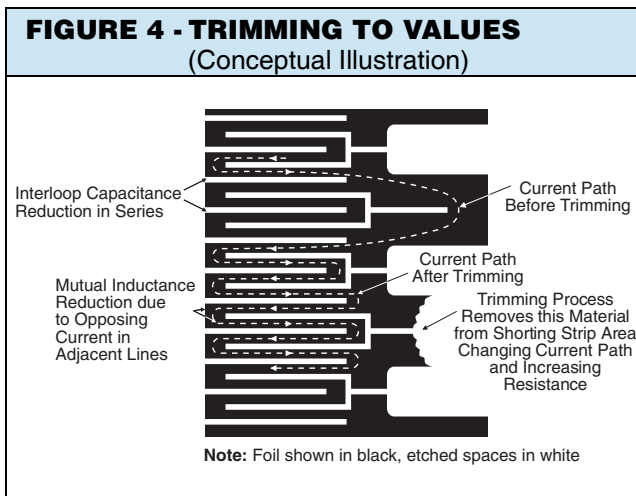 FIGURE 4 - TRIMMING TO VALUES
(Conceptual Illustration)
Interloop Capacitance
Reduction in Series
Mutual Inductance
Reduction due
to Opposing
Current in
Adjacent Lines
Current Path
Before Trimming
Current Path
After Trimming
Trimming Process
Removes this Material
from Shorting Strip Area
Changing Current Path
and Increasing
Resistance
Note: Foil shown in black, etched spaces in white